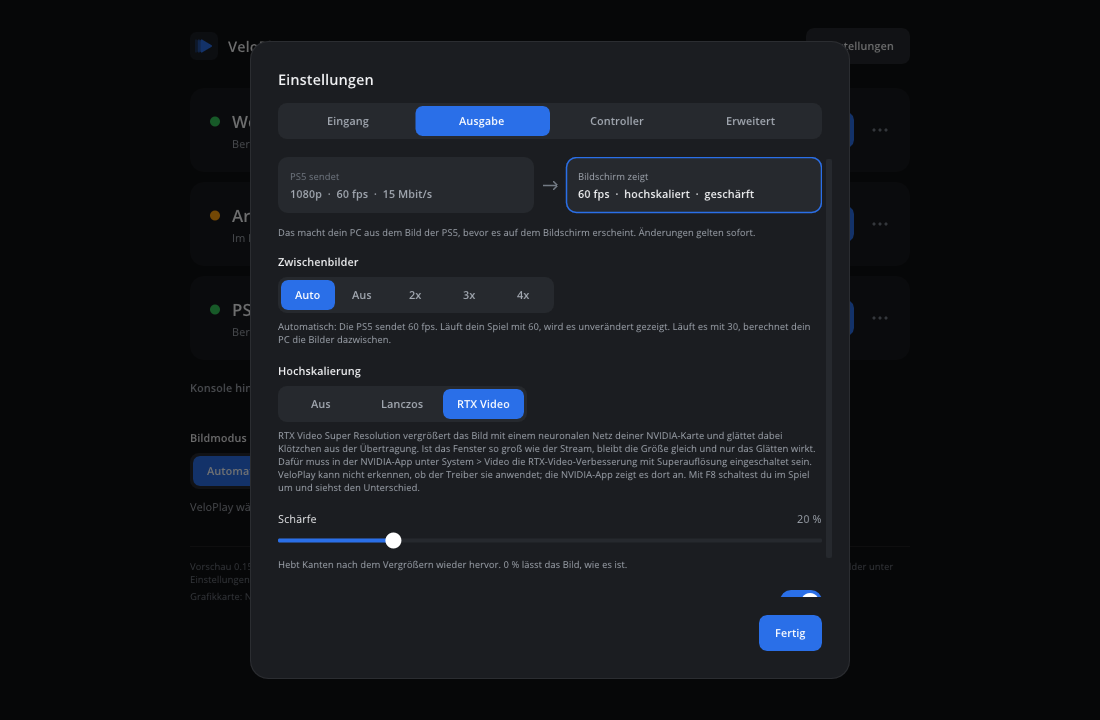 Einstellungen
Eingang Ausgabe Controller Erweitert
PS5 sendet
1080p · 60 fps · 15 Mbit/s
→
Bildschirm zeigt
60 fps · hochskaliert · geschärft
Das macht dein PC aus dem Bild der PS5, bevor es auf dem Bildschirm erscheint. Änderungen gelten sofort.
Zwischenbilder
Auto Aus 2x 3x 4x
Automatisch: Die PS5 sendet 60 fps. Läuft dein Spiel mit 60, wird es unverändert gezeigt. Läuft es mit 30, berechnet dein
PC die Bilder dazwischen.
Hochskalierung
Aus Lanczos RTX Video
RTX Video Super Resolution vergrößert das Bild mit einem neuronalen Netz deiner NVIDIA-Karte und glättet dabei
Klötzchen aus der Übertragung. Ist das Fenster so groß wie der Stream, bleibt die Größe gleich und nur das Glätten wirkt.
Dafür muss in der NVIDIA-App unter System > Video die RTX-Video-Verbesserung mit Superauflösung eingeschaltet sein.
VeloPlay kann nicht erkennen, ob der Treiber sie anwendet; die NVIDIA-App zeigt es dort an. Mit F8 schaltest du im Spiel
um und siehst den Unterschied.
Schärfe 20 %
Hebt Kanten nach dem Vergrößern wieder hervor. 0 % lässt das Bild, wie es ist.
Fertig
Konsole
Bildmodus
VeloPlay
Vorschau
der unter
Einstellungen
Grafikkarte: